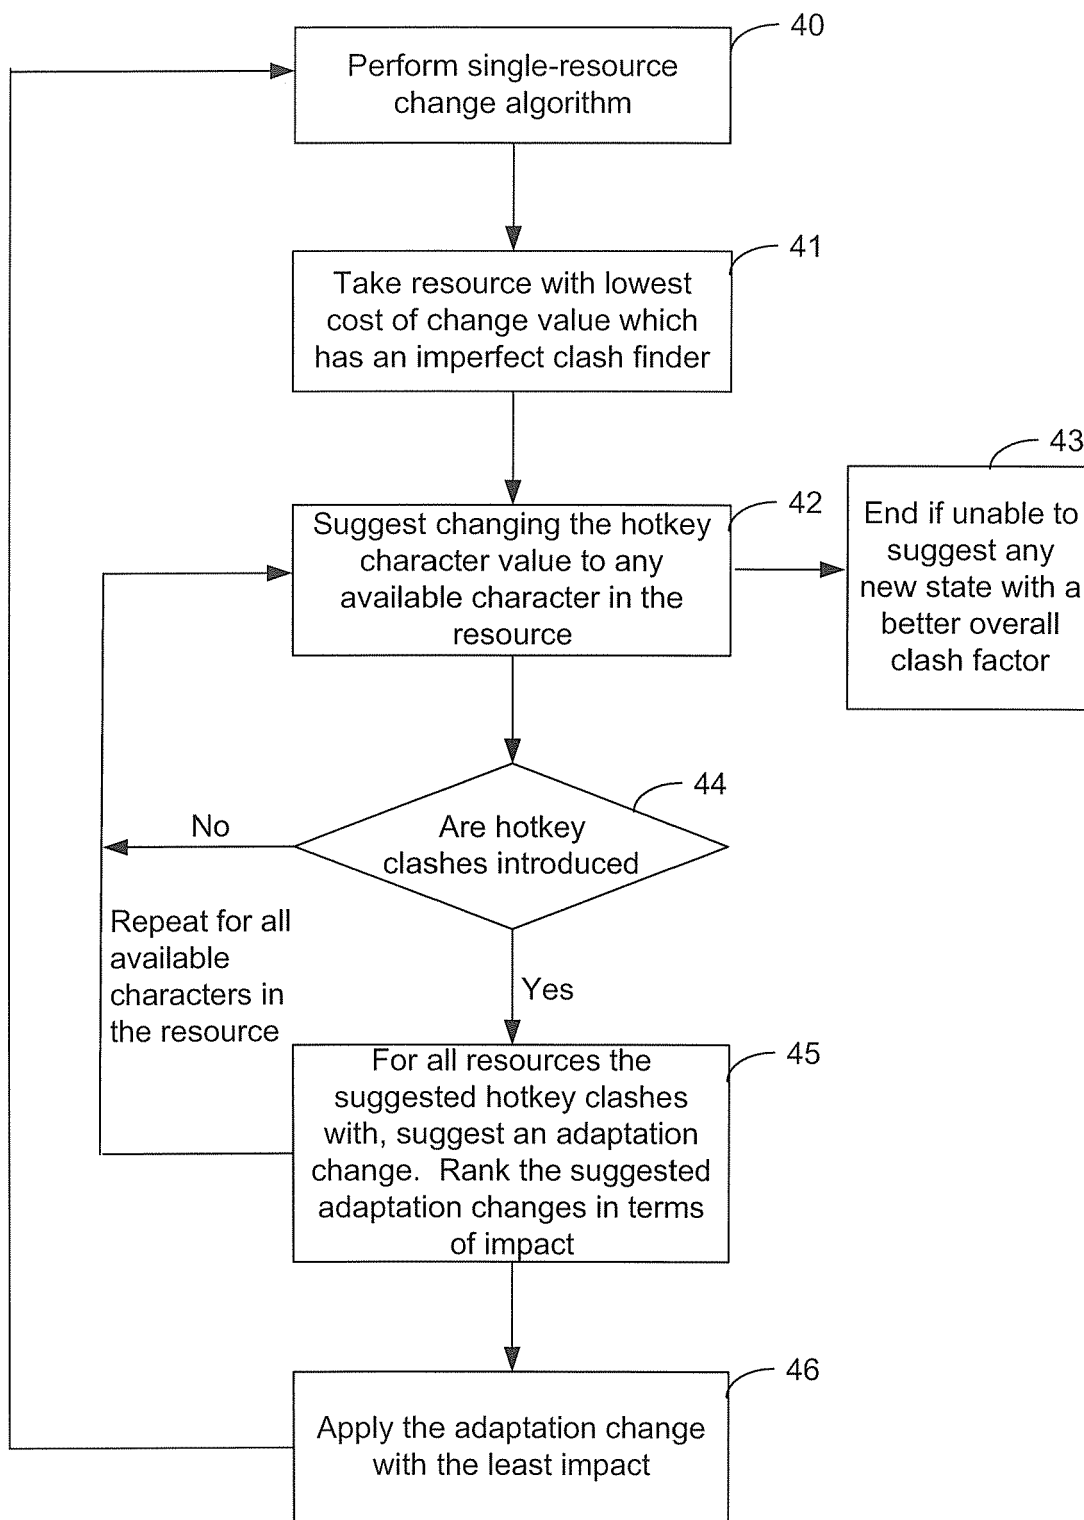 40
Perform single-resource
change algorithm
41
Take resource with lowest
cost of change value which
has an imperfect clash finder
42
Suggest changing the hotkey
character value to any
available character in the
resource
43
End if unable to
suggest any
new state with a
better overall
clash factor
44
Are hotkey
clashes introduced
No
Repeat for all
available
characters in
the resource
Yes
45
For all resources the
suggested hotkey clashes
with, suggest an adaptation
change. Rank the suggested
adaptation changes in terms
of impact
46
Apply the adaptation change
with the least impact